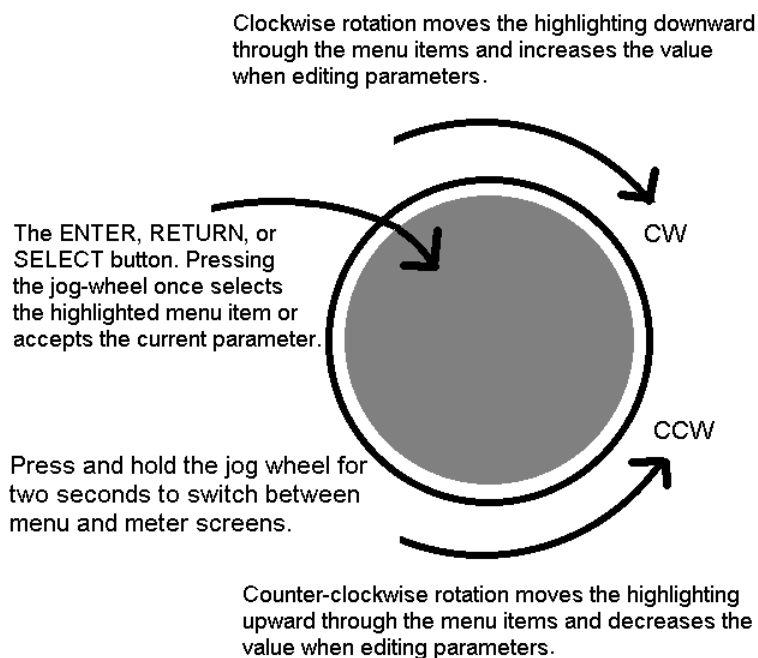 Clockwise rotation moves the highlighting downward
through the menu items and increases the value
when editing parameters.
The ENTER, RETURN, or
SELECT button. Pressing
the jog-wheel once selects
the highlighted menu item or
accepts the current parameter.
CW
CCW
Press and hold the jog wheel for
two seconds to switch between
menu and meter screens.
Counter-clockwise rotation moves the highlighting
upward through the menu items and decreases the
value when editing parameters.